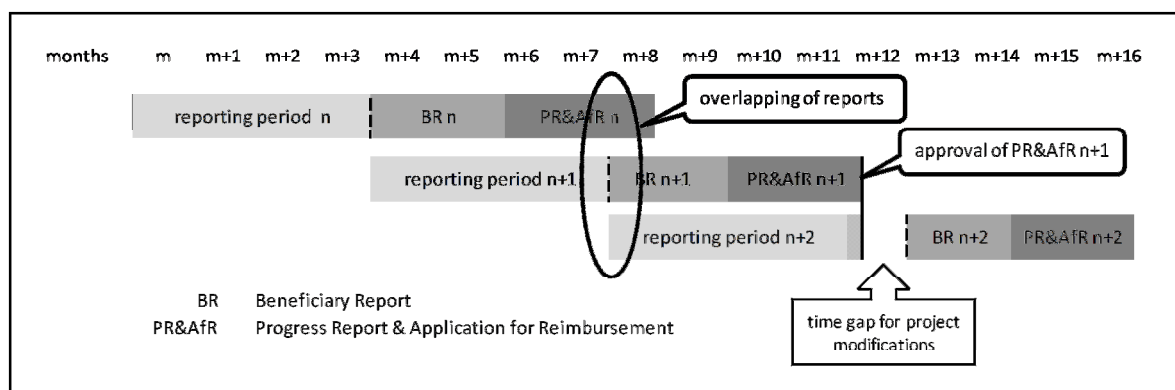 months m m+1 m+2 m+3 m+4 m+5 m+6 m+7 m+8 m+9 m+10 m+11 m+12 m+13 m+14 m+15 m+16
reporting period n BR n PR&AfR n overlapping of reports
reporting period n+1 BR n+1 PR&AfR n+1 approval of PR&AfR n+1
reporting period n+2 BR n+2 PR&AfR n+2
BR Beneficiary Report
PR&AfR Progress Report & Application for Reimbursement
time gap for project
modifications